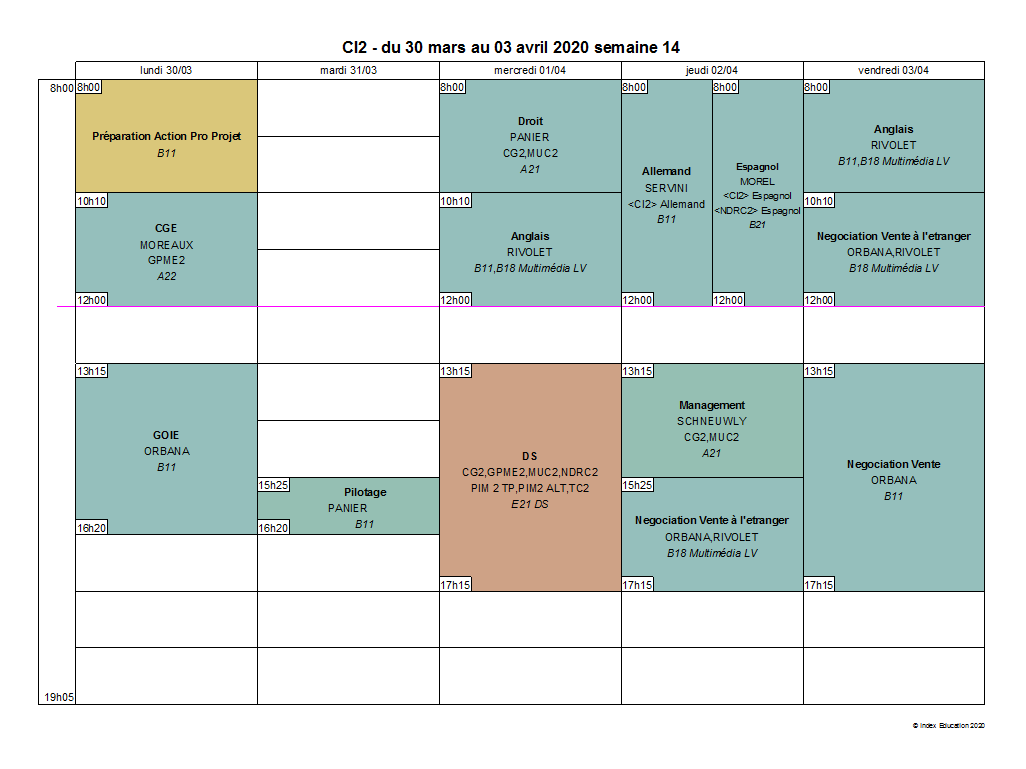 CI2 - du 30 mars au 03 avril 2020 semaine 14
lundi 30/03
mardi 31/03
mercredi 01/04
jeudi 02/04
vendredi 03/04
8h00
19h05
8h00
Préparation Action Pro Projet
B11
10h10
CGE
MOREAUX
GPME2
A22
12h00
13h15
GOIE
ORBANA
B11
16h20
15h25
Pilotage
PANIER
B11
16h20
8h00
Droit
PANIER
CG2,MUC2
A21
10h10
Anglais
RIVOLET
B11,B18 Multimédia LV
12h00
13h15
DS
CG2,GPME2,MUC2,NDRC2
PIM 2 TP,PIM2 ALT,TC2
E21 DS
17h15
8h00
Allemand
SERVINI
<CI2> Allemand
B11
12h00
8h00
Espagnol
MOREL
<CI2> Espagnol
<NDRC2> Espagnol
B21
12h00
13h15
Management
SCHNEUWLY
CG2,MUC2
A21
15h25
Negociation Vente à l'etranger
ORBANA,RIVOLET
B18 Multimédia LV
17h15
8h00
Anglais
RIVOLET
B11,B18 Multimédia LV
10h10
Negociation Vente à l'etranger
ORBANA,RIVOLET
B18 Multimédia LV
12h00
13h15
Negociation Vente
ORBANA
B11
17h15
© Index Education 2020